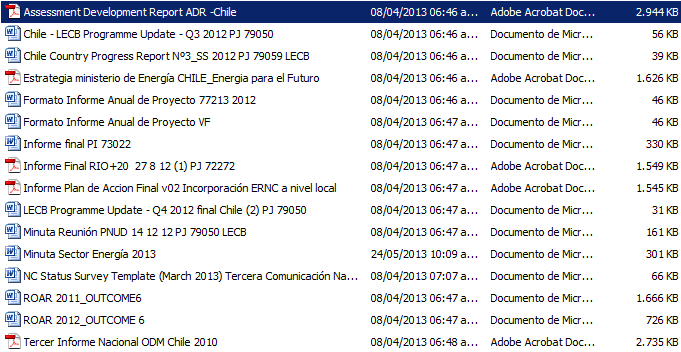 Assessment Development Report ADR -Chile 08/04/2013 06:46 a... Adobe Acrobat Doc... 2.944 KB
Chile - LECB Programme Update - Q3 2012 PJ 79050 08/04/2013 06:46 a... Documento de Micr... 56 KB
Chile Country Progress Report Nº3_SS 2012 PJ 79059 LECB 08/04/2013 06:46 a... Documento de Micr... 39 KB
Estrategia ministerio de Energía CHILE_Energia para el Futuro 08/04/2013 06:46 a... Adobe Acrobat Doc... 1.626 KB
Formato Informe Anual de Proyecto 77213 2012 08/04/2013 06:46 a... Documento de Micr... 46 KB
Formato Informe Anual de Proyecto VF 08/04/2013 06:47 a... Documento de Micr... 46 KB
Informe final PI 73022 08/04/2013 06:47 a... Documento de Micr... 330 KB
Informe Final RIO+20 27 8 12 (1) PJ 72272 08/04/2013 06:47 a... Adobe Acrobat Doc... 1.549 KB
Informe Plan de Accion Final v02 Incorporación ERNC a nivel local 08/04/2013 06:47 a... Adobe Acrobat Doc... 1.545 KB
LECB Programme Update - Q4 2012 final Chile (2) PJ 79050 08/04/2013 06:47 a... Documento de Micr... 31 KB
Minuta Reunión PNUD 14 12 12 PJ 79050 LECB 08/04/2013 06:47 a... Documento de Micr... 161 KB
Minuta Sector Energía 2013 24/05/2013 10:09 a... Documento de Micr... 301 KB
NC Status Survey Template (March 2013) Tercera Comunicación Na... 08/04/2013 07:07 a... Documento de Micr... 66 KB
ROAR 2011_OUTCOME6 08/04/2013 06:47 a... Documento de Micr... 1.666 KB
ROAR 2012_OUTCOME 6 08/04/2013 06:47 a... Documento de Micr... 726 KB
Tercer Informe Nacional ODM Chile 2010 08/04/2013 06:48 a... Adobe Acrobat Doc... 2.735 KB